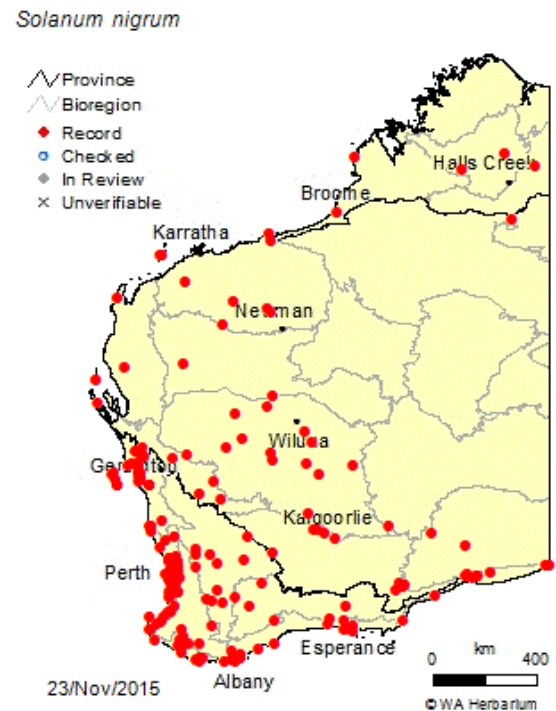 Solanum nigrum
Province
Bioregion
Record
Checked
In Review
Unverifiable
Halls Creek
Broome
Karratha
Newman
Wiluna
Geraldton
Kalgoorlie
Perth
Esperance
Albany
0 km 400
23/Nov/2015
© WA Herbarium